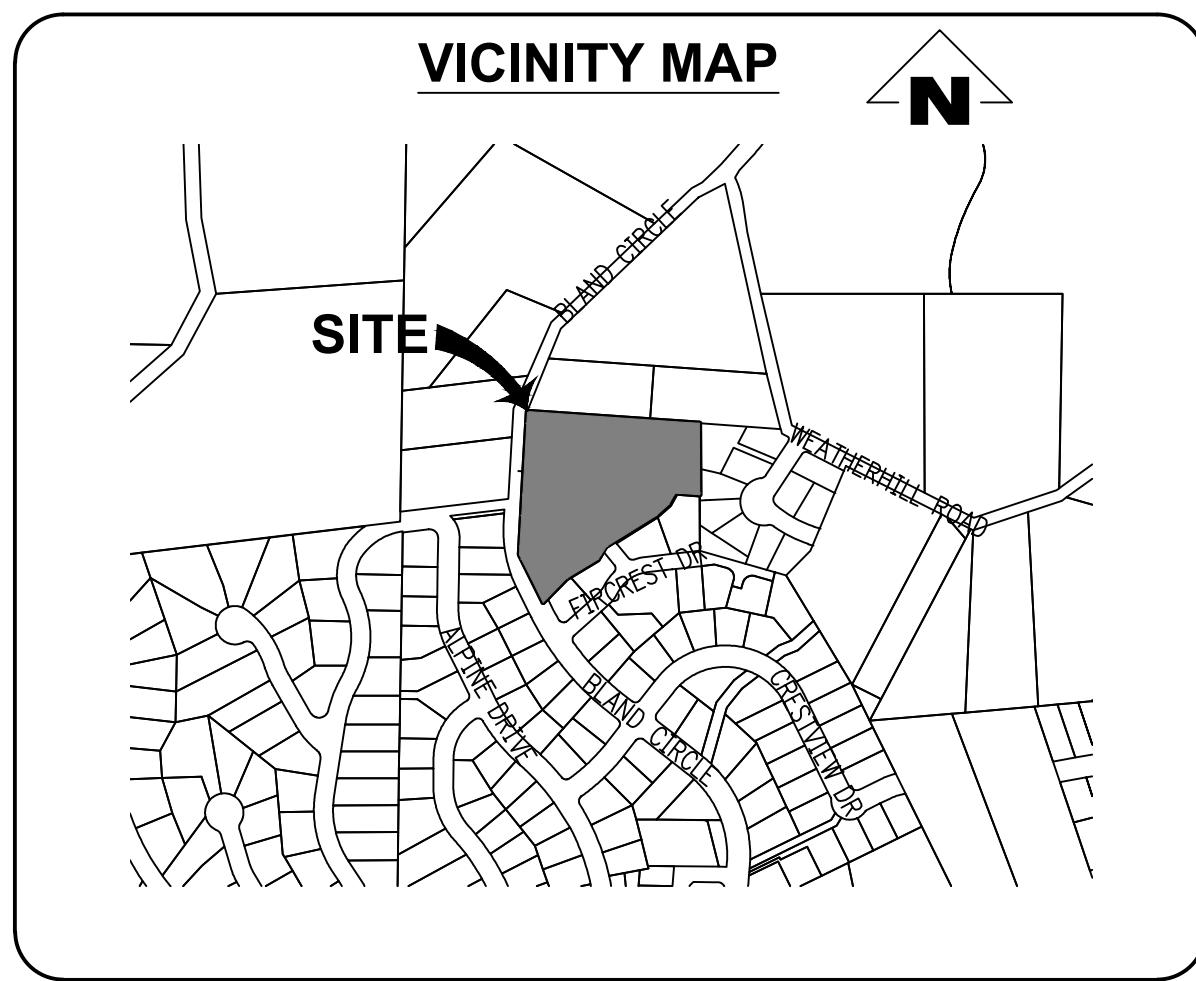 VICINITY MAP
N
BLAND CIRCLE
SITE
WEATHERHILL ROAD
FIRCREST DR
ALPINE DRIVE
BLAND CIRCLE
CRESTVIEW DR